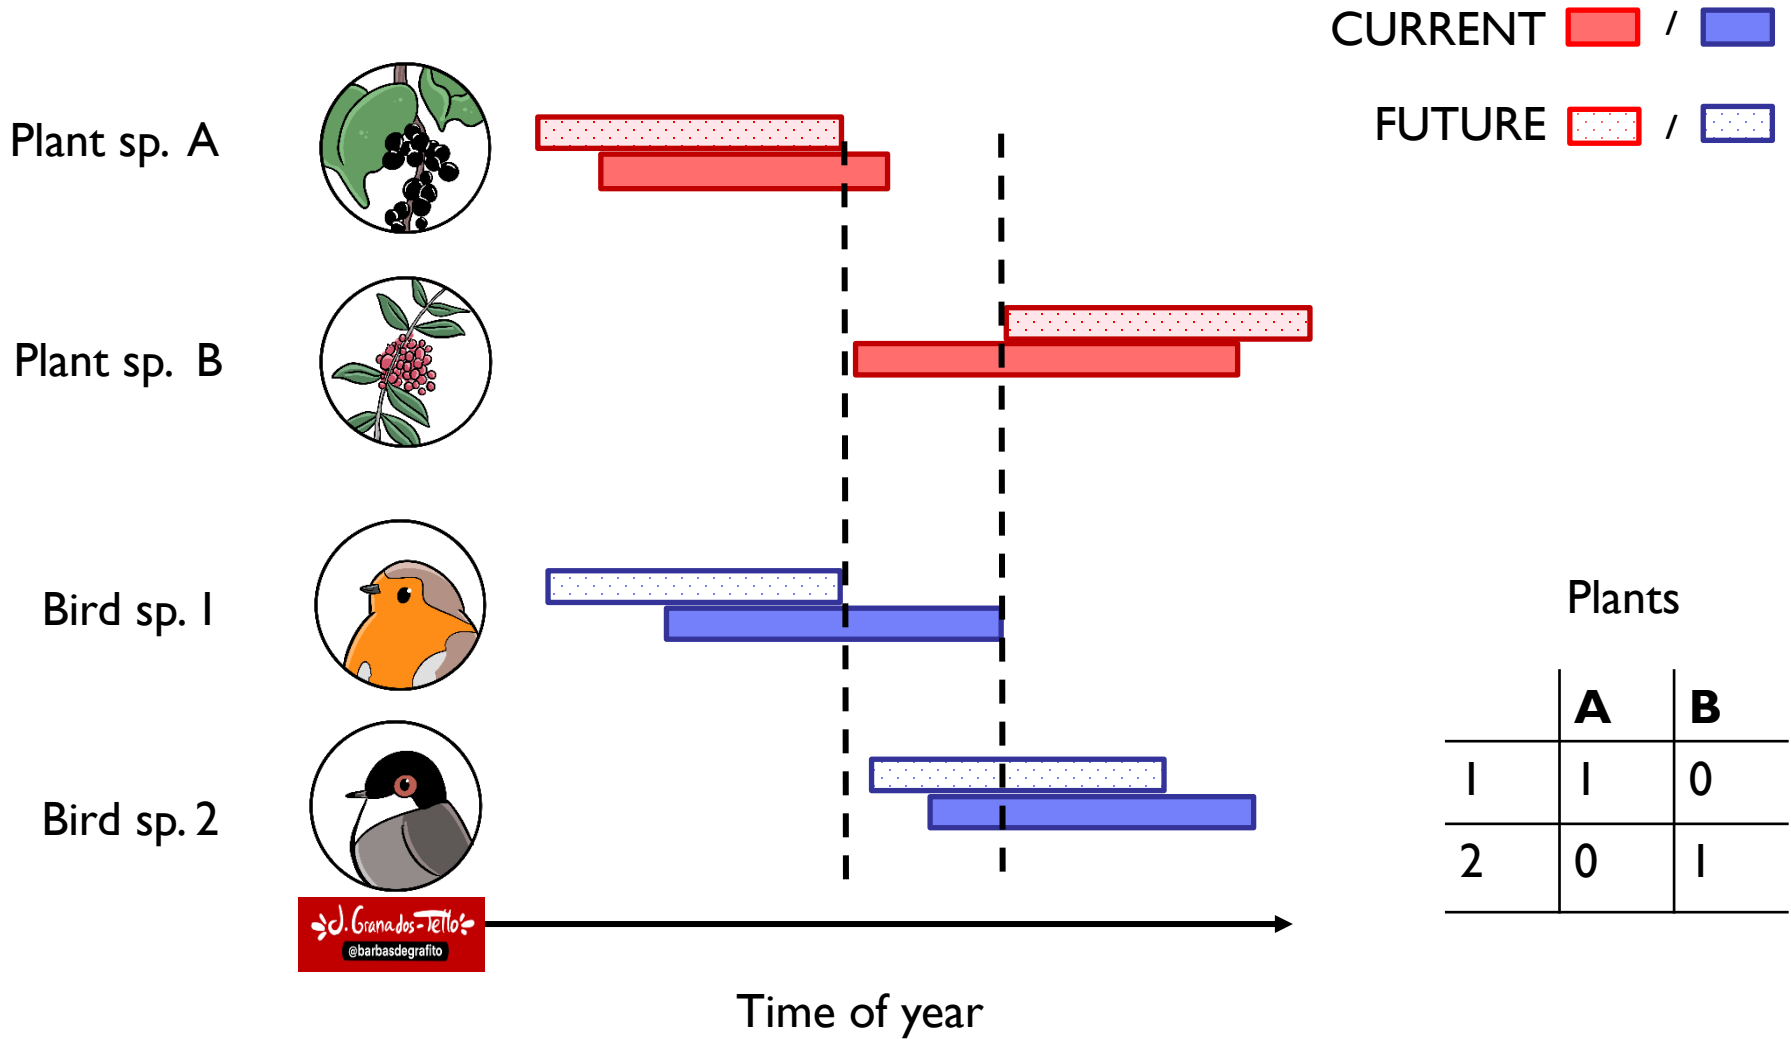 CURRENT /
FUTURE /
Plant sp. A
Plant sp. B
Bird sp. 1
Bird sp. 2
J. Granados-Tello
@barbasdegrafito
Time of year
Plants
A B
1 1 0
2 0 1